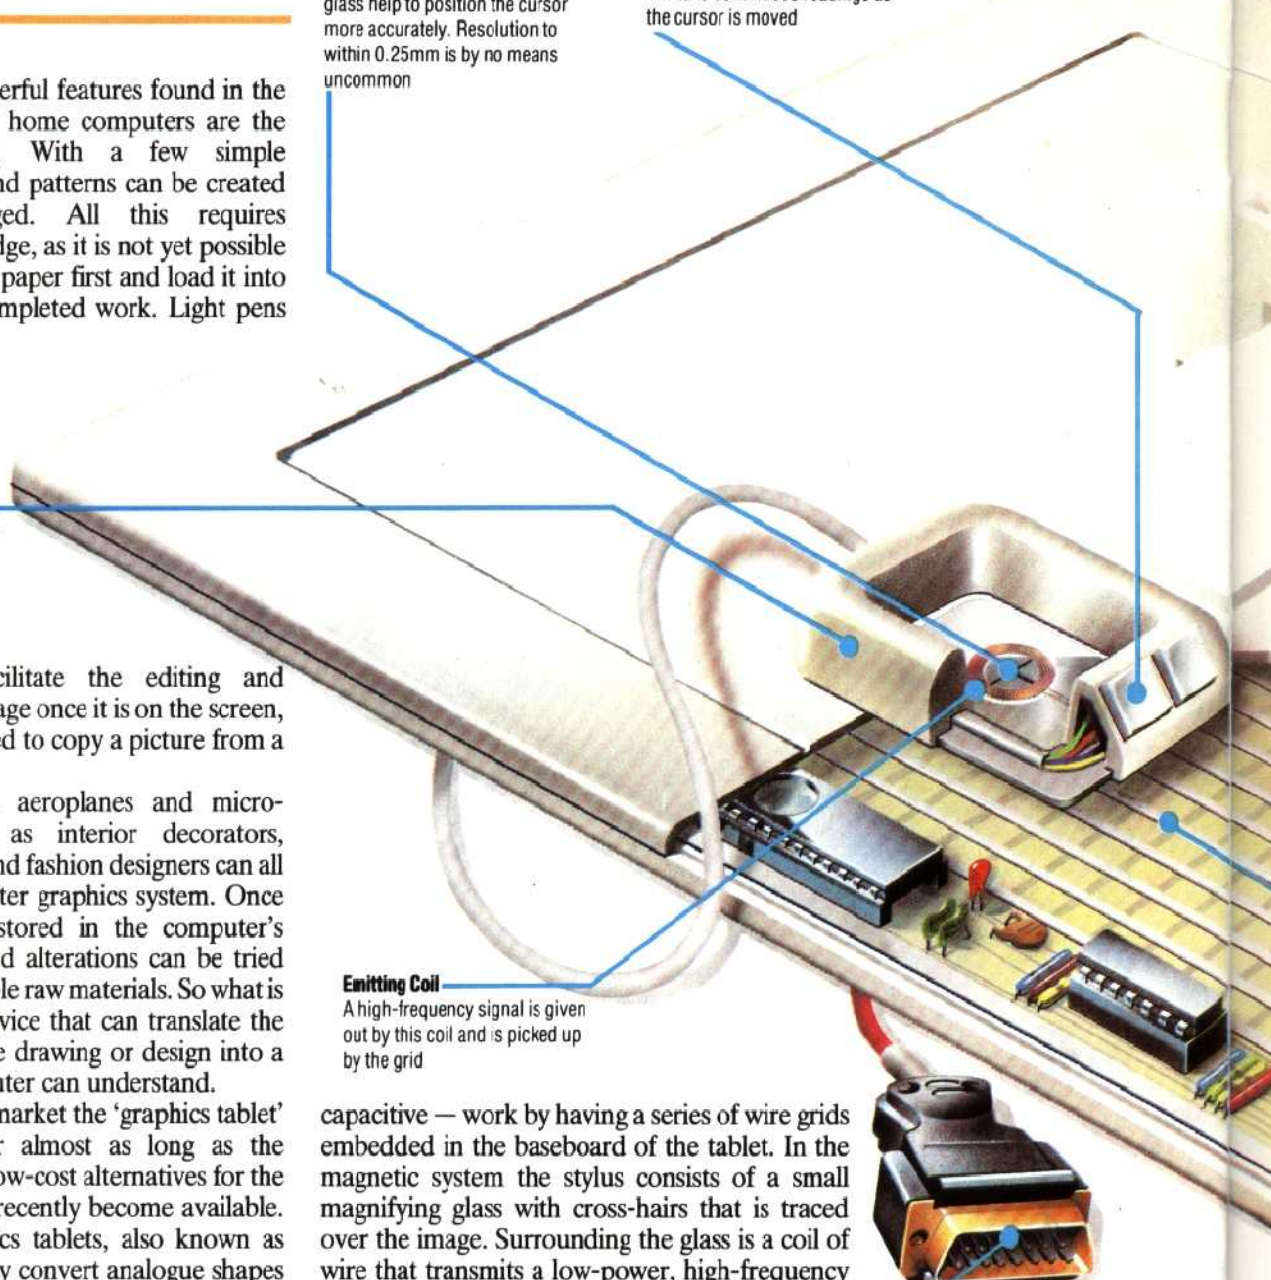 erful features found in the
home computers are the
With a few simple
nd patterns can be created
ged. All this requires
dge, as it is not yet possible
paper first and load it into
mpleted work. Light pens
cilitate the editing and
age once it is on the screen,
ed to copy a picture from a
aeroplanes and micro-
as interior decorators,
nd fashion designers can all
ter graphics system. Once
stored in the computer's
d alterations can be tried
le raw materials. So what is
vice that can translate the
e drawing or design into a
uter can understand.
market the ‘graphics tablet’
r almost as long as the
ow-cost alternatives for the
recently become available.
cs tablets, also known as
y convert analogue shapes
glass help to position the cursor
more accurately. Resolution to
within 0.25mm is by no means
uncommon
the cursor is moved
Emitting Coil
A high-frequency signal is given
out by this coil and is picked up
by the grid
capacitive — work by having a series of wire grids
embedded in the baseboard of the tablet. In the
magnetic system the stylus consists of a small
magnifying glass with cross-hairs that is traced
over the image. Surrounding the glass is a coil of
wire that transmits a low-power, high-frequency